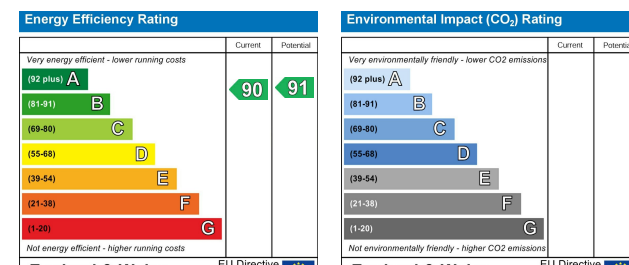 Energy Efficiency Rating
Current Potential
Very energy efficient - lower running costs
(92 plus) A
(81-91) B
90 91
(69-80) C
(55-68) D
(39-54) E
(21-38) F
(1-20) G
Not energy efficient - higher running costs
EU Directive
Environmental Impact (CO₂) Rating
Current Potential
Very environmentally friendly - lower CO2 emissions
(92 plus) A
(81-91) B
(69-80) C
(55-68) D
(39-54) E
(21-38) F
(1-20) G
Not environmentally friendly - higher CO2 emissions
EU Directive